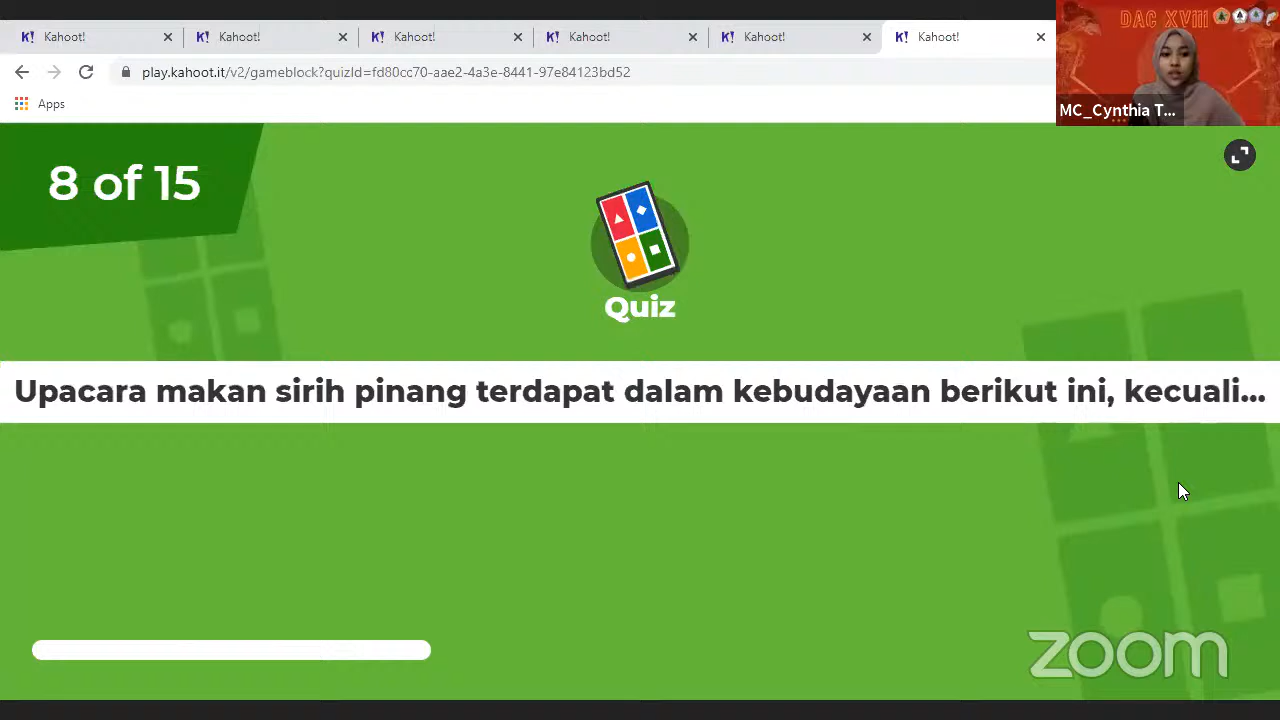 Kahoot!
Kahoot!
Kahoot!
Kahoot!
Kahoot!
Kahoot!
DAC XViii
play.kahoot.it/v2/gameblock?quizId=fd80cc70-aae2-4a1e-8441-97e84123bd52
Apps
MC_Cynthia T...
8 of 15
Quiz
Upacara makan sirih pinang terdapat dalam kebudayaan berikut ini, kecuali...
zoom